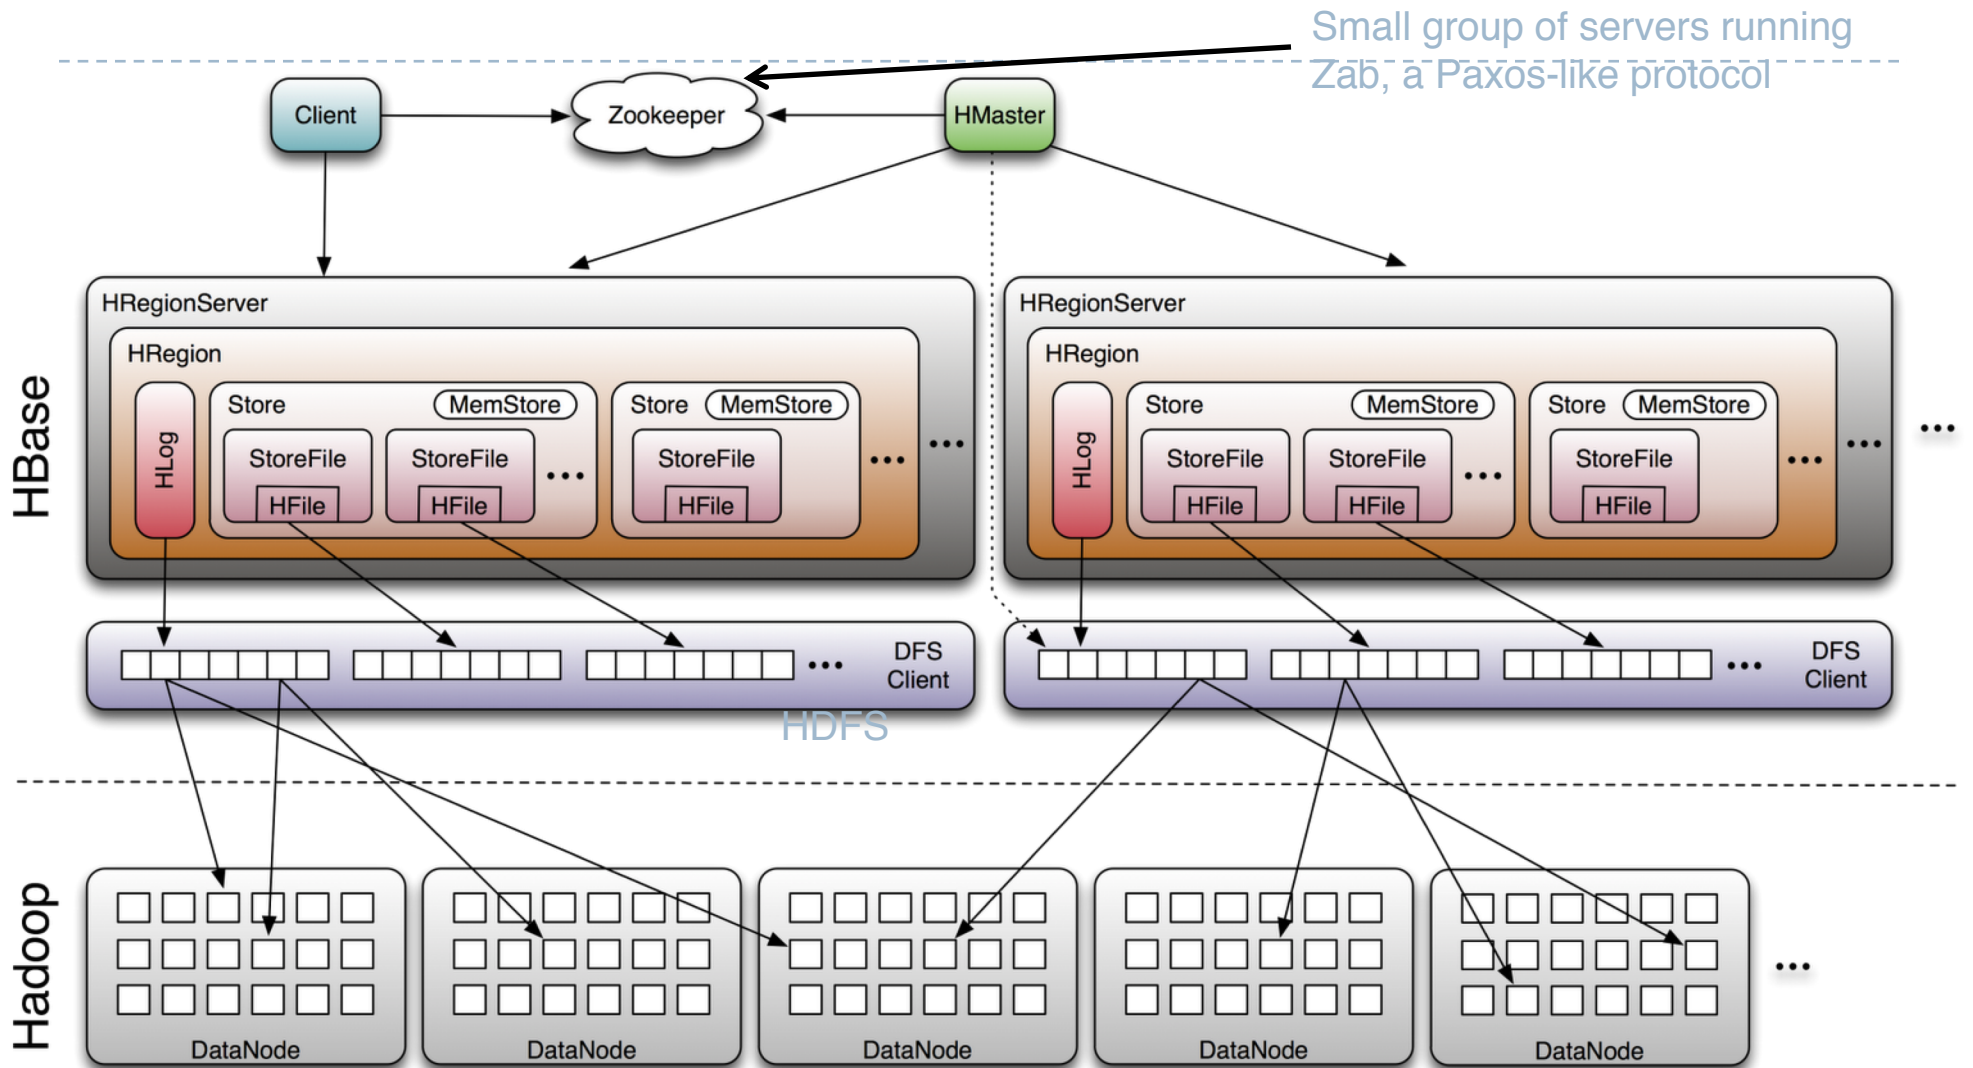 Small group of servers running
Zab, a Paxos-like protocol
Client
Zookeeper
HMaster
HBase
HRegionServer
HRegion
HLog
Store
MemStore
StoreFile
HFile
StoreFile
HFile
...
Store
MemStore
StoreFile
HFile
...
...
HRegionServer
HRegion
HLog
Store
MemStore
StoreFile
HFile
StoreFile
HFile
...
Store
MemStore
StoreFile
HFile
...
...
...
...
DFS
Client
...
DFS
Client
HDFS
Hadoop
DataNode
DataNode
DataNode
DataNode
DataNode
...